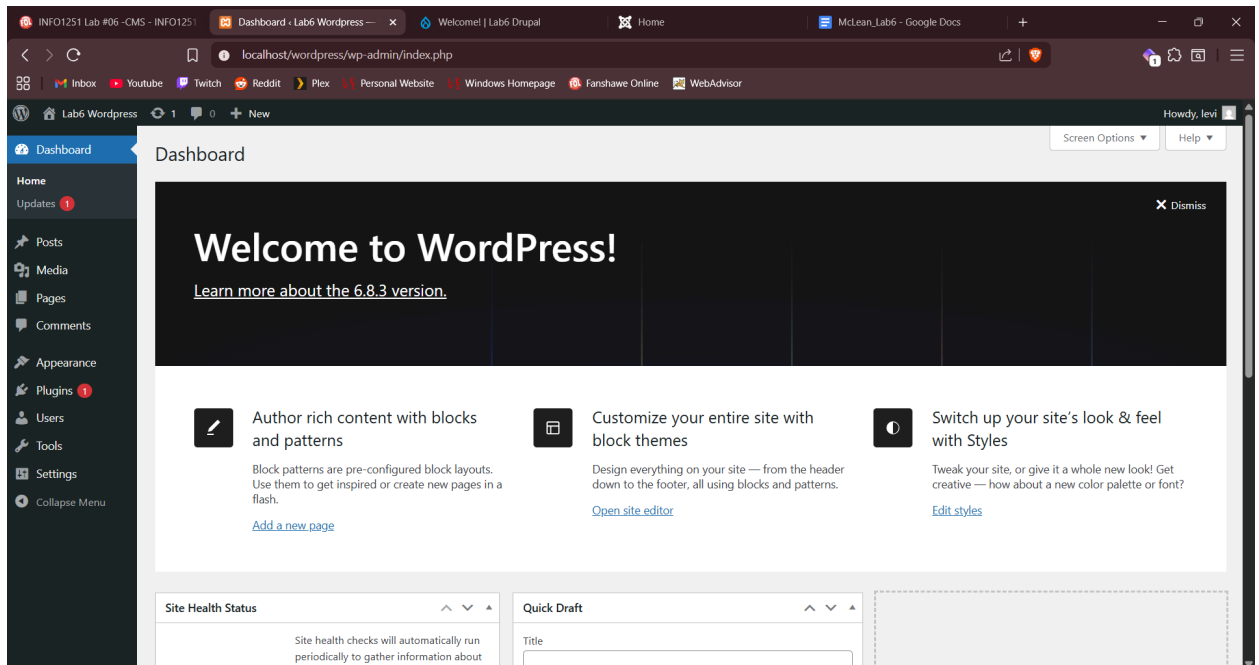 INFO1251 Lab #06 -CMS - INFO1251
Dashboard ‹ Lab6 Wordpress —
Welcome! | Lab6 Drupal
Home
McLean_Lab6 - Google Docs
localhost/wordpress/wp-admin/index.php
1
Inbox
Youtube
Twitch
Reddit
Plex
Personal Website
Windows Homepage
Fanshawe Online
WebAdvisor
Lab6 Wordpress
1
0
New
Howdy, levi
Dashboard
Home
Updates 1
Posts
Media
Pages
Comments
Appearance
Plugins 1
Users
Tools
Settings
Collapse Menu
Screen Options
Help
Dashboard
Dismiss
Welcome to WordPress!
Learn more about the 6.8.3 version.
Author rich content with blocks
and patterns
Block patterns are pre-configured block layouts.
Use them to get inspired or create new pages in a
flash.
Add a new page
Customize your entire site with
block themes
Design everything on your site — from the header
down to the footer, all using blocks and patterns.
Open site editor
Switch up your site’s look & feel
with Styles
Tweak your site, or give it a whole new look! Get
creative — how about a new color palette or font?
Edit styles
Site Health Status
Site health checks will automatically run
periodically to gather information about
Quick Draft
Title